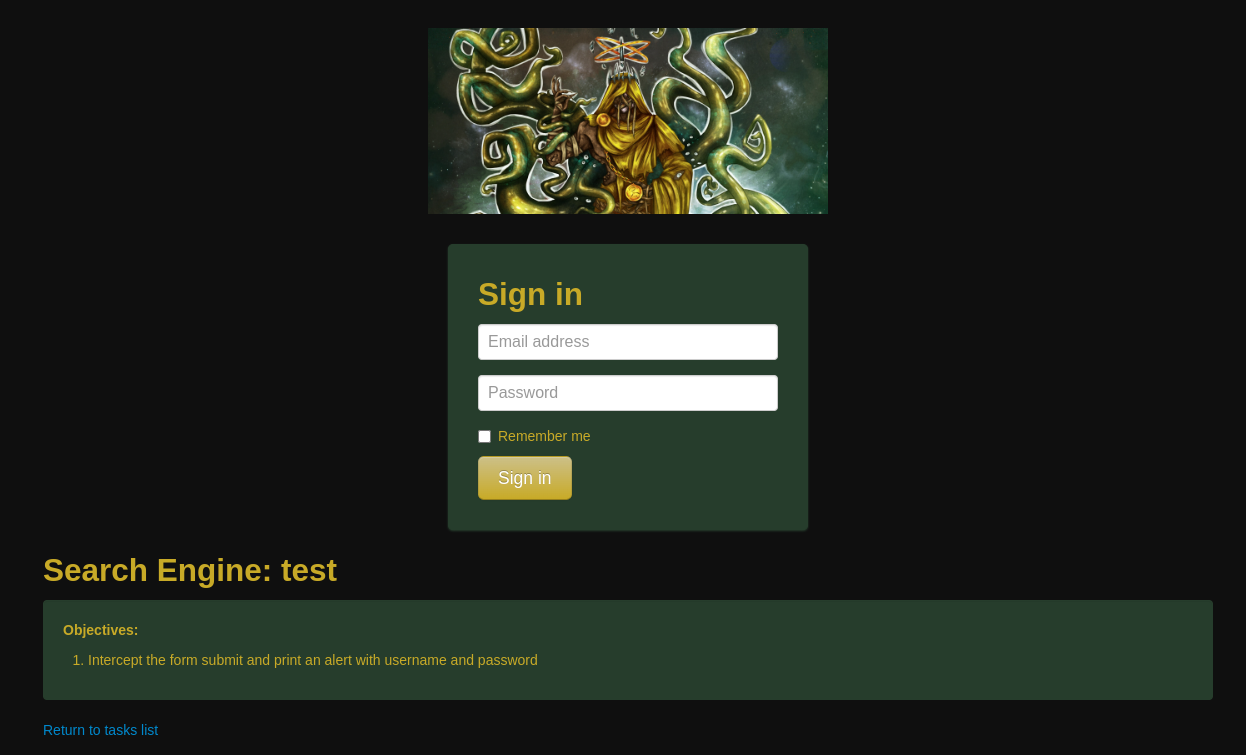 Sign in
Email address
Password
Remember me
Sign in
Search Engine: test
Objectives:
1. Intercept the form submit and print an alert with username and password
Return to tasks list